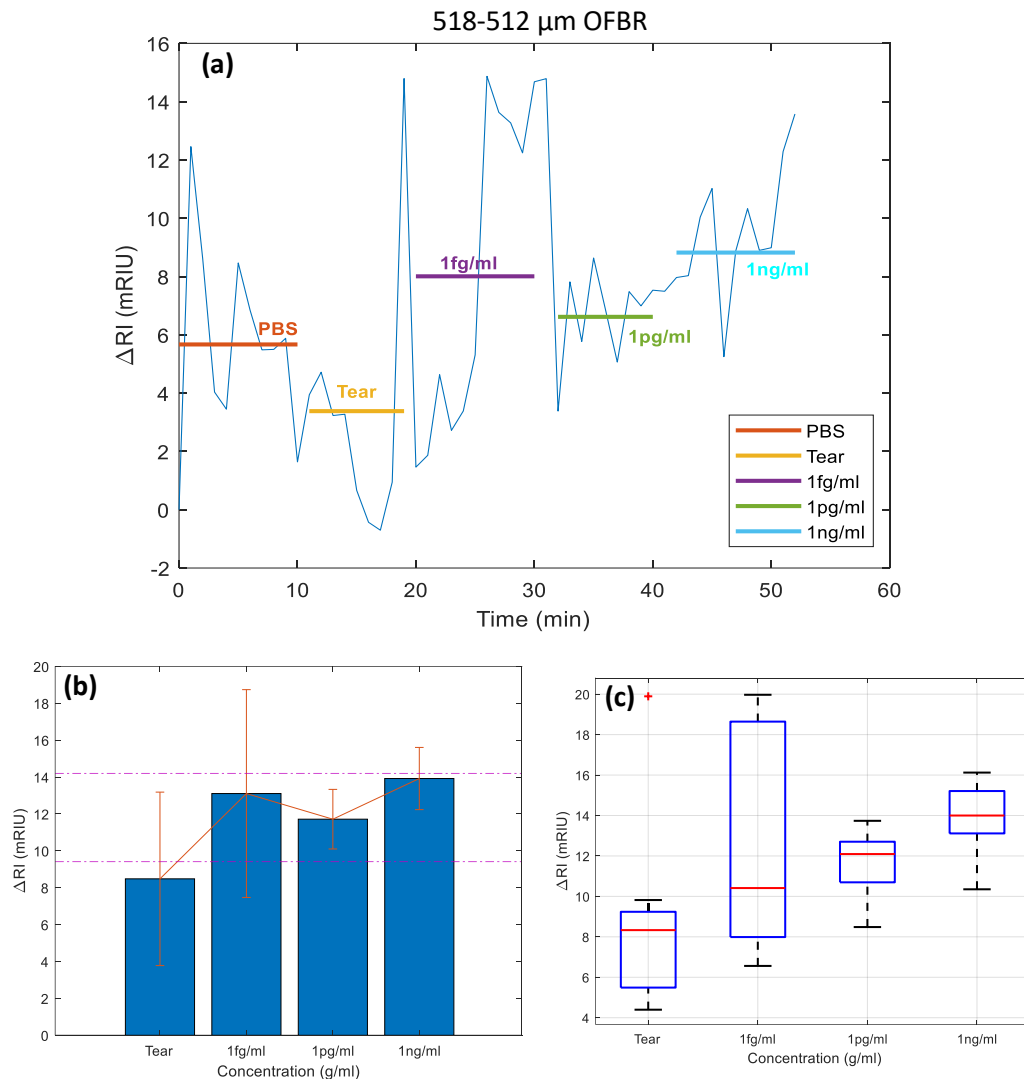 518-512 µm OFBR
(a)
16
14
12
10
8
6
4
2
0
-2
ΔRI (mRIU)
PBS
Tear
1fg/ml
1pg/ml
1ng/ml
PBS
Tear
1fg/ml
1pg/ml
1ng/ml
0 10 20 30 40 50 60
Time (min)
(b)
20
18
16
14
12
10
8
6
4
2
0
ΔRI (mRIU)
Tear 1fg/ml 1pg/ml 1ng/ml
Concentration (g/ml)
(c)
20
18
16
14
12
10
8
6
4
ΔRI (mRIU)
Tear 1fg/ml 1pg/ml 1ng/ml
Concentration (g/ml)